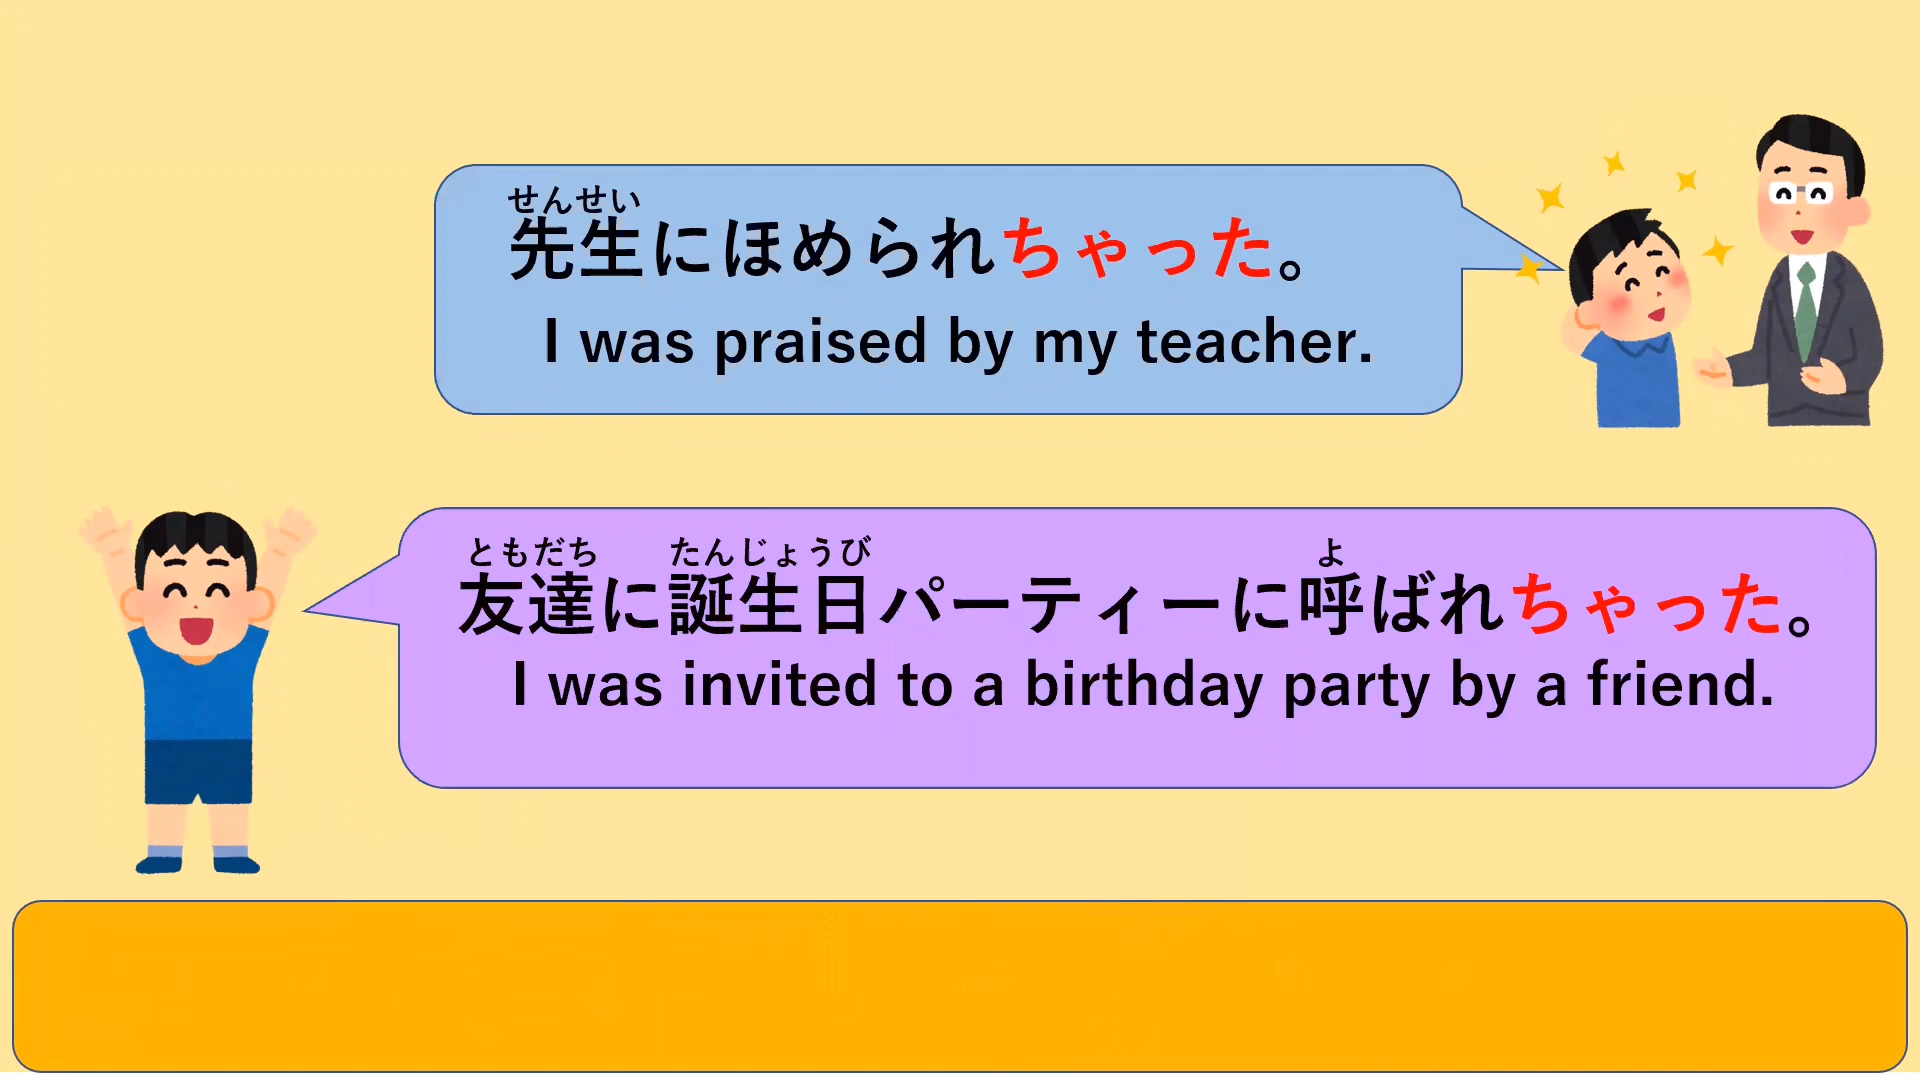 せんせい
先生にほめられちゃった。
I was praised by my teacher.
ともだち たんじょうび よ
友達に誕生日パーティーに呼ばれちゃった。
I was invited to a birthday party by a friend.